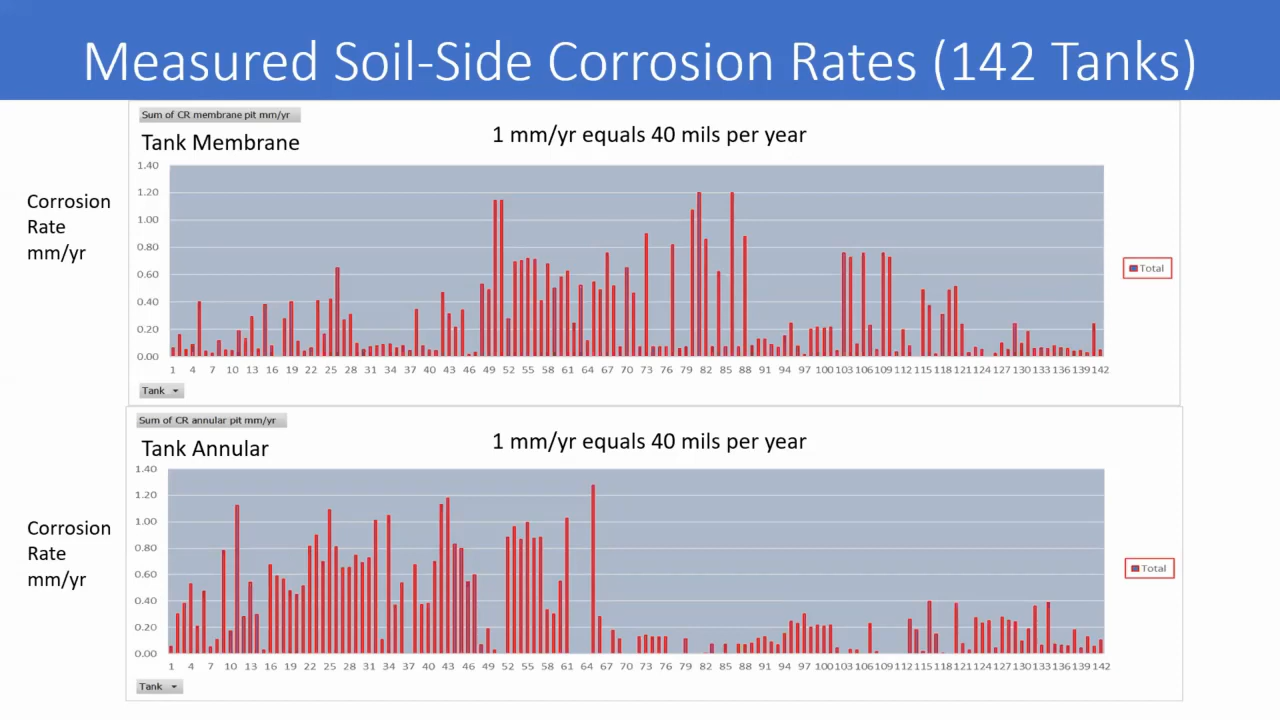 Measured Soil-Side Corrosion Rates (142 Tanks)
Sum of CR membrane pit mm/yr
Tank Membrane
1 mm/yr equals 40 mils per year
Corrosion
Rate
mm/yr
1.40
1.20
1.00
0.80
0.60
0.40
0.20
0.00
1 4 7 10 13 16 19 22 25 28 31 34 37 40 43 46 49 52 55 58 61 64 67 70 73 76 79 82 85 88 91 94 97 100 103 106 109 112 115 118 121 124 127 130 133 136 139 142
Total
Tank
Sum of CR annular pit mm/yr
Tank Annular
1 mm/yr equals 40 mils per year
Corrosion
Rate
mm/yr
1.40
1.20
1.00
0.80
0.60
0.40
0.20
0.00
1 4 7 10 13 16 19 22 25 28 31 34 37 40 43 46 49 52 55 58 61 64 67 70 73 76 79 82 85 88 91 94 97 100 103 106 109 112 115 118 121 124 127 130 133 136 139 142
Total
Tank